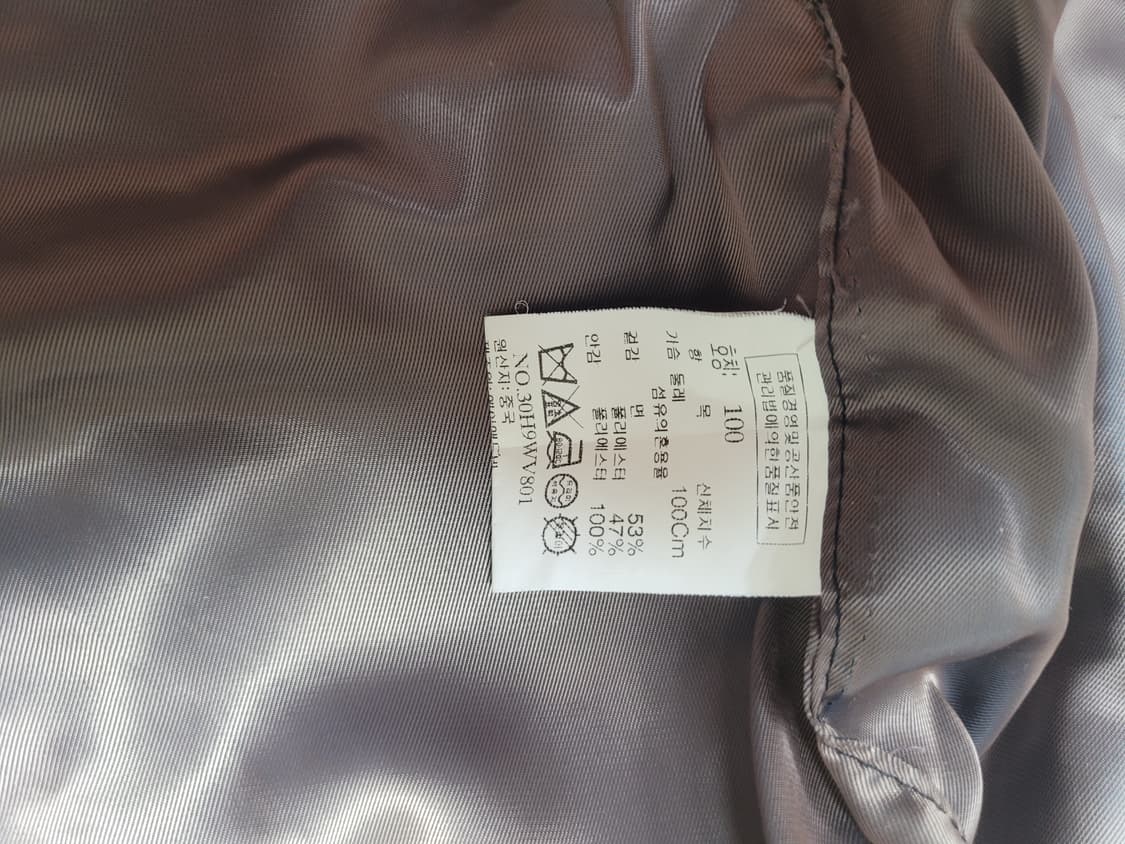 품질경영및공산품안전
관리법에의한품질표시
호칭: 100
항 목 신체치수
가슴 둘레 100Cm
섬유의혼용율
겉감 면 53%
폴리에스터 47%
안감 폴리에스터 100%
NO.30H9WV801
원산지:중국